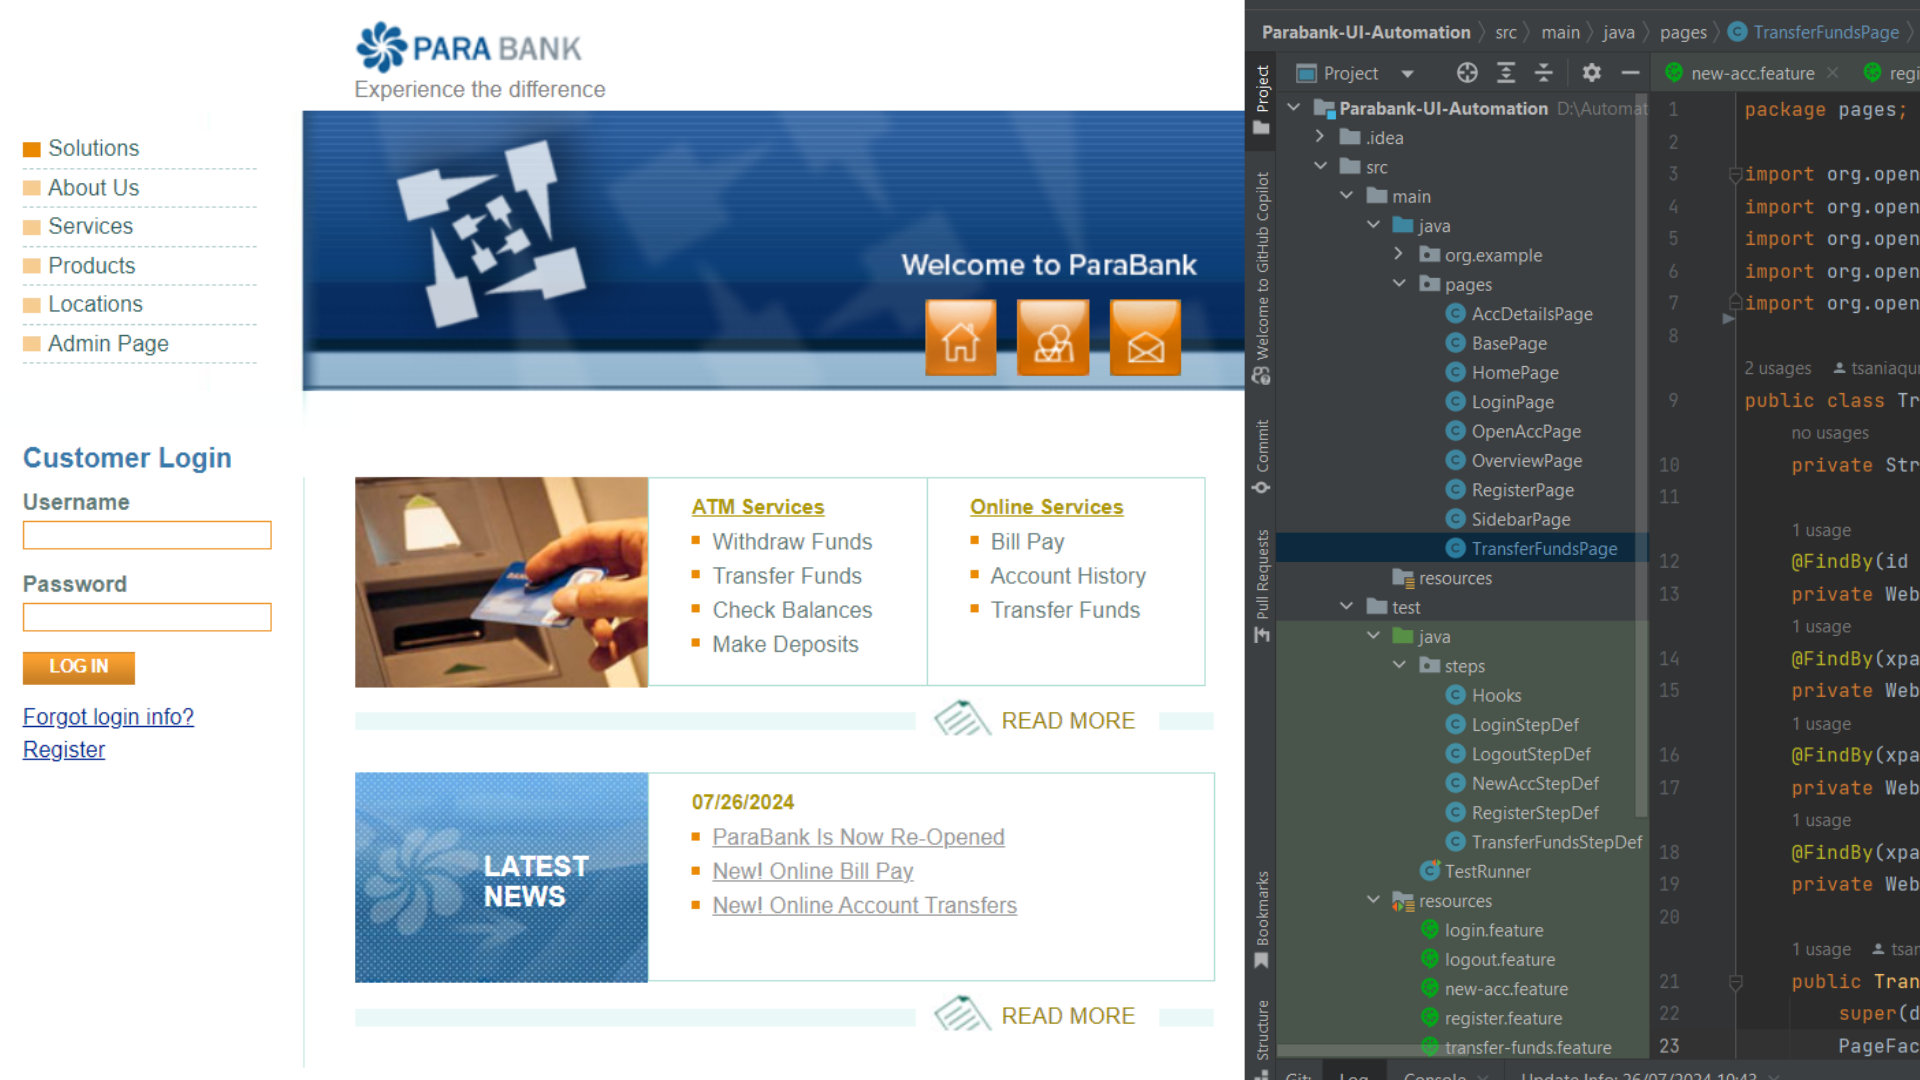 PARA BANK
Experience the difference
Solutions
About Us
Services
Products
Locations
Admin Page
Welcome to ParaBank
Customer Login
Username
Password
LOG IN
Forgot login info?
Register
ATM Services
Withdraw Funds
Transfer Funds
Check Balances
Make Deposits
Online Services
Bill Pay
Account History
Transfer Funds
READ MORE
LATEST
NEWS
07/26/2024
ParaBank Is Now Re-Opened
New! Online Bill Pay
New! Online Account Transfers
READ MORE
Parabank-UI-Automation src main java pages TransferFundsPage
Project
Welcome to GitHub Copilot
Commit
Pull Requests
Bookmarks
Structure
Project
Parabank-UI-Automation D:\Automat
.idea
src
main
java
org.example
pages
AccDetailsPage
BasePage
HomePage
LoginPage
OpenAccPage
OverviewPage
RegisterPage
SidebarPage
TransferFundsPage
resources
test
java
steps
Hooks
LoginStepDef
LogoutStepDef
NewAccStepDef
RegisterStepDef
TransferFundsStepDef
TestRunner
resources
login.feature
logout.feature
new-acc.feature
register.feature
transfer-funds.feature
new-acc.feature regi
1 package pages;
2
3 import org.open
4 import org.open
5 import org.open
6 import org.open
7 import org.open
8
2 usages tsaniaqu
9 public class Tr
no usages
10 private Str
11
1 usage
12 @FindBy(id
13 private Web
1 usage
14 @FindBy(xpa
15 private Web
1 usage
16 @FindBy(xpa
17 private Web
1 usage
18 @FindBy(xpa
19 private Web
20
1 usage tsar
21 public Tran
22 super(d
23 PageFac
Git: Log Console Update Info: 26/07/2024 10:43